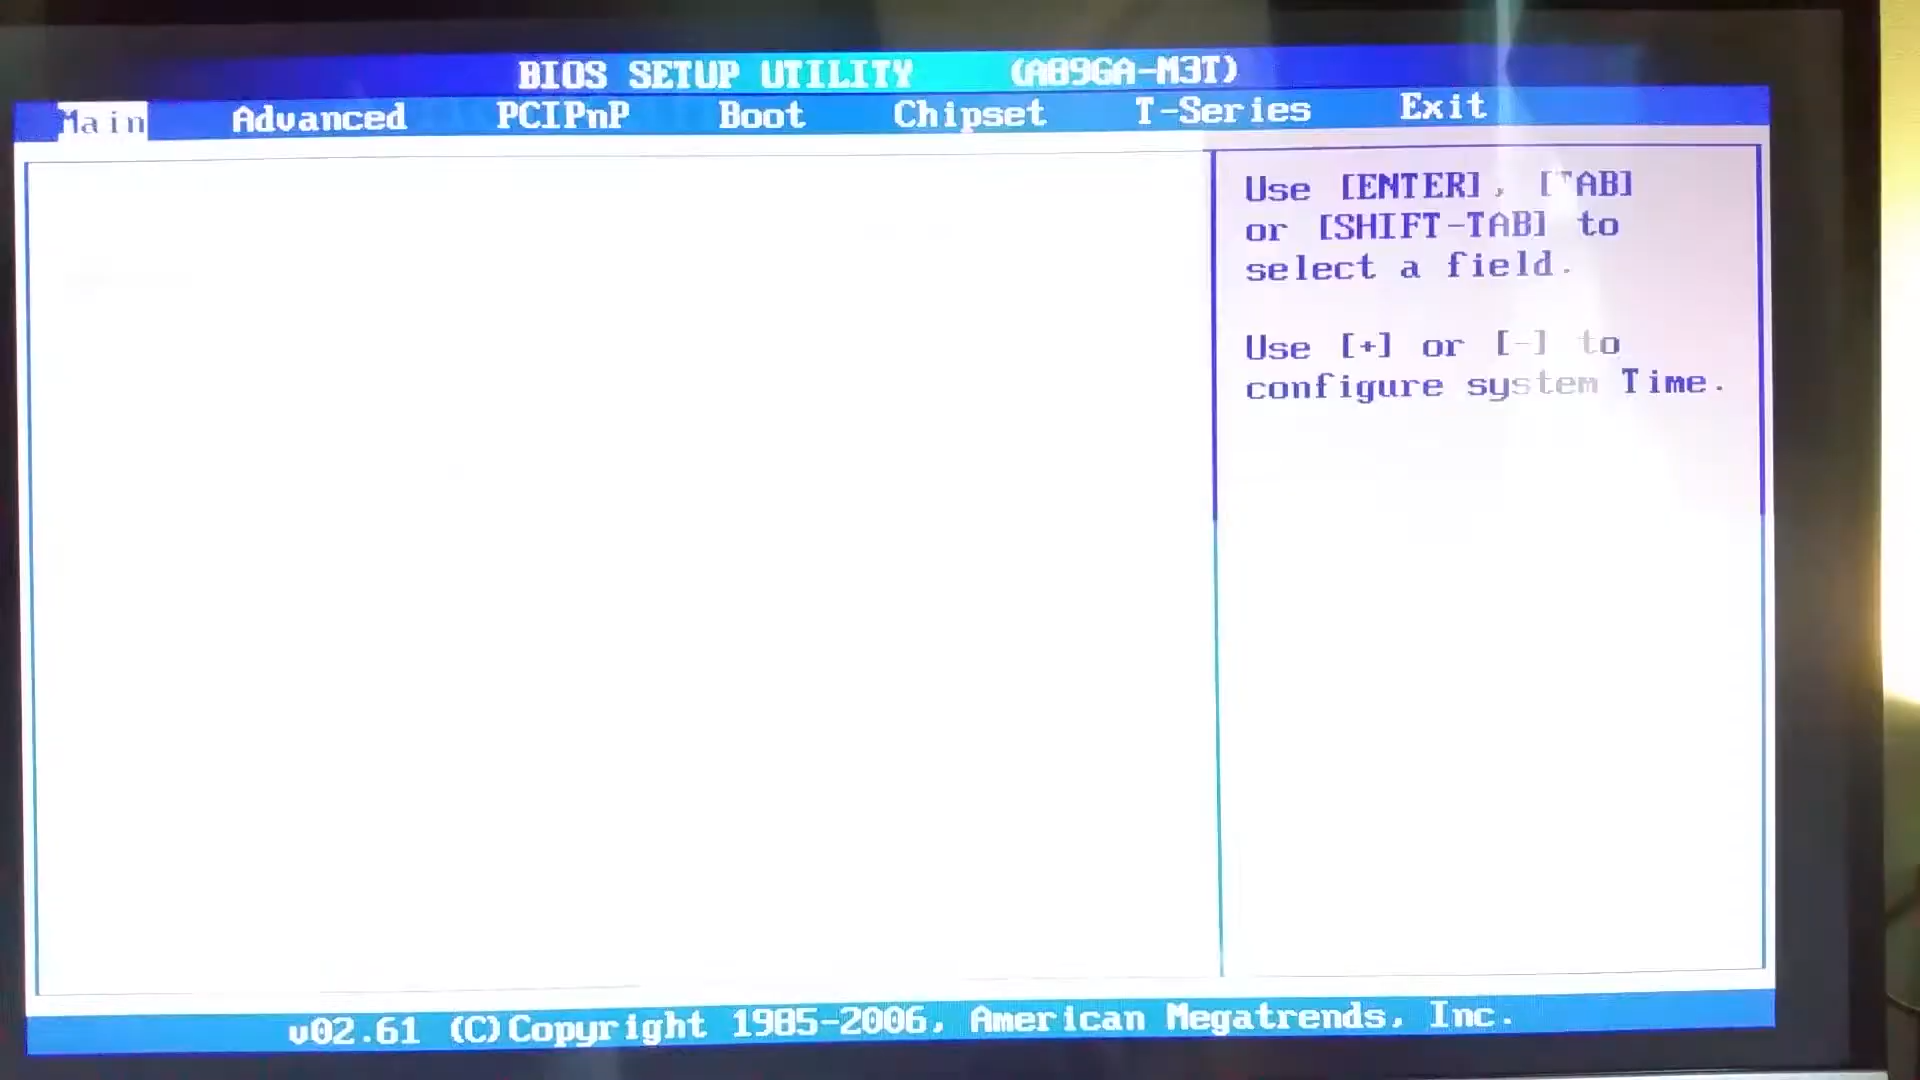 BIOS SETUP UTILITY (A89GA-M3T)
Main Advanced PCIPnP Boot Chipset T-Series Exit
Use [ENTER], [TAB]
or [SHIFT-TAB] to
select a field.
Use [+] or [-] to
configure system Time.
v02.61 (C)Copyright 1985-2006, American Megatrends, Inc.